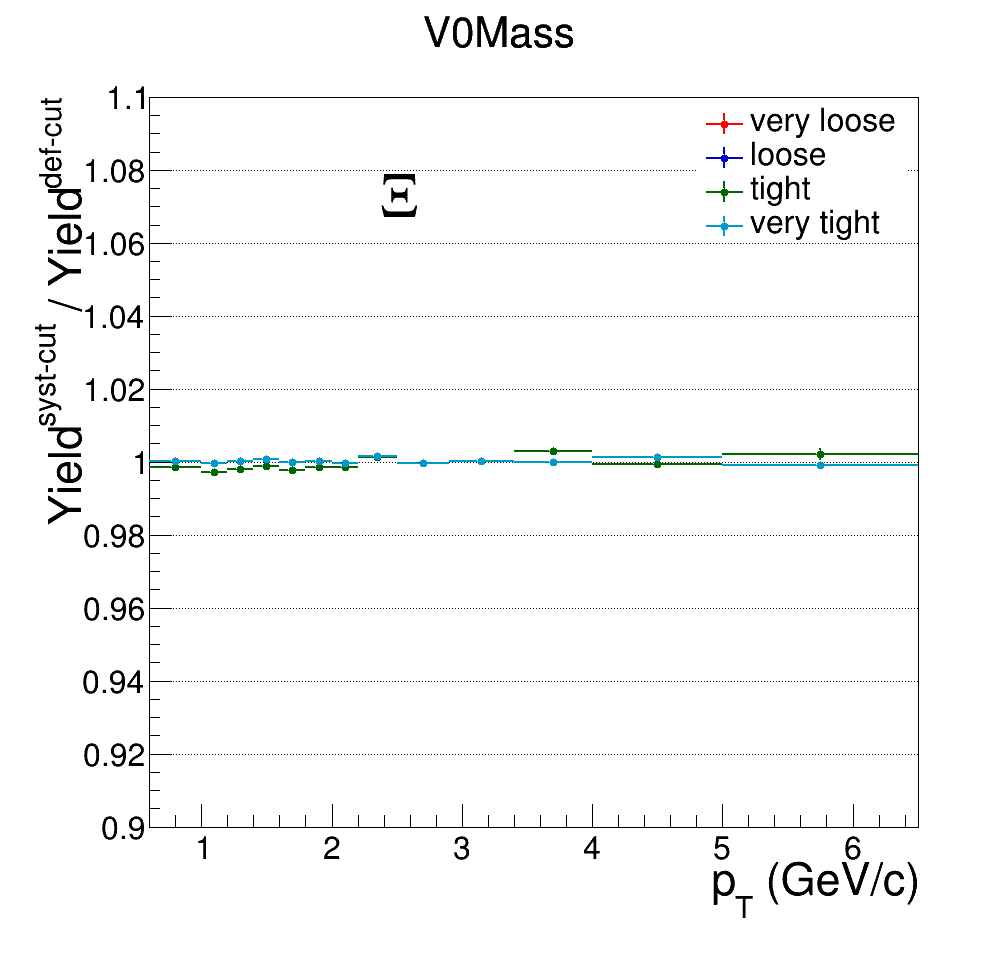 V0Mass
Yield^syst-cut / Yield^def-cut
1.1
1.08
1.06
1.04
1.02
1
0.98
0.96
0.94
0.92
0.9
Ξ
very loose
loose
tight
very tight
1 2 3 4 5 6
p_T (GeV/c)